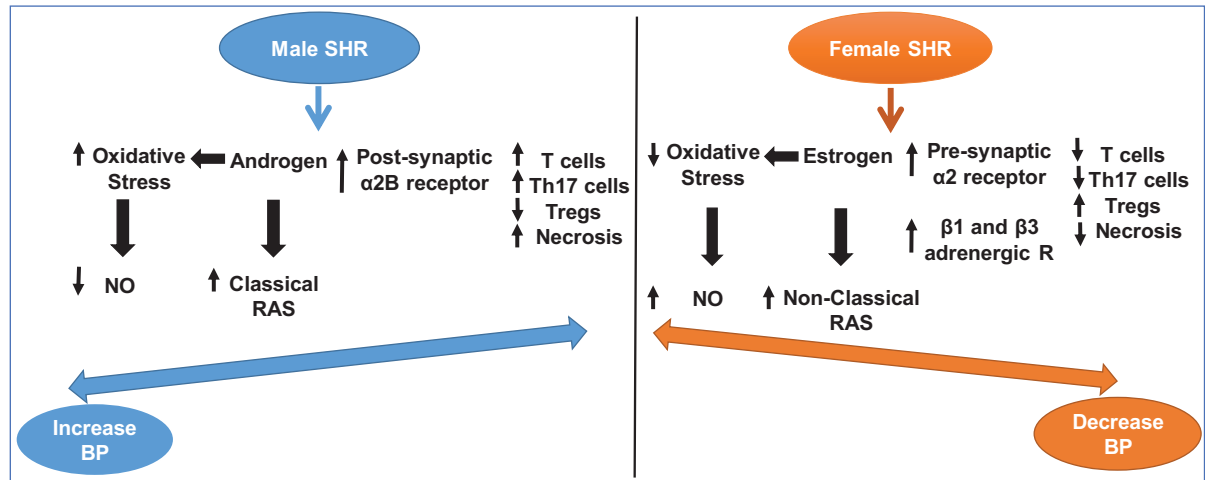 Male SHR
Oxidative
Stress
Androgen
Post-synaptic
α2B receptor
T cells
Th17 cells
Tregs
Necrosis
NO
Classical
RAS
Increase
BP
Female SHR
Oxidative
Stress
Estrogen
Pre-synaptic
α2 receptor
β1 and β3
adrenergic R
T cells
Th17 cells
Tregs
Necrosis
NO
Non-Classical
RAS
Decrease
BP